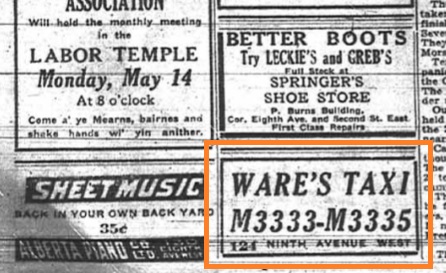 ASSOCIATION
Will hold the monthly meeting
in the
LABOR TEMPLE
Monday, May 14
At 8 o'clock
Come a' ye Mearns, bairnes and
shake hands wi' yin anither.
SHEET MUSIC
BACK IN YOUR OWN BACK YARD
35¢
ALBERTA PIANO CO. LTD.
BETTER BOOTS
Try LECKIE'S and GREB'S
Full Stock at
SPRINGER'S
SHOE STORE
P. Burns Building,
Cor. Eighth Ave. and Second St. East.
First Class Repairs
WARE'S TAXI
M3333-M3335
124 NINTH AVENUE WEST